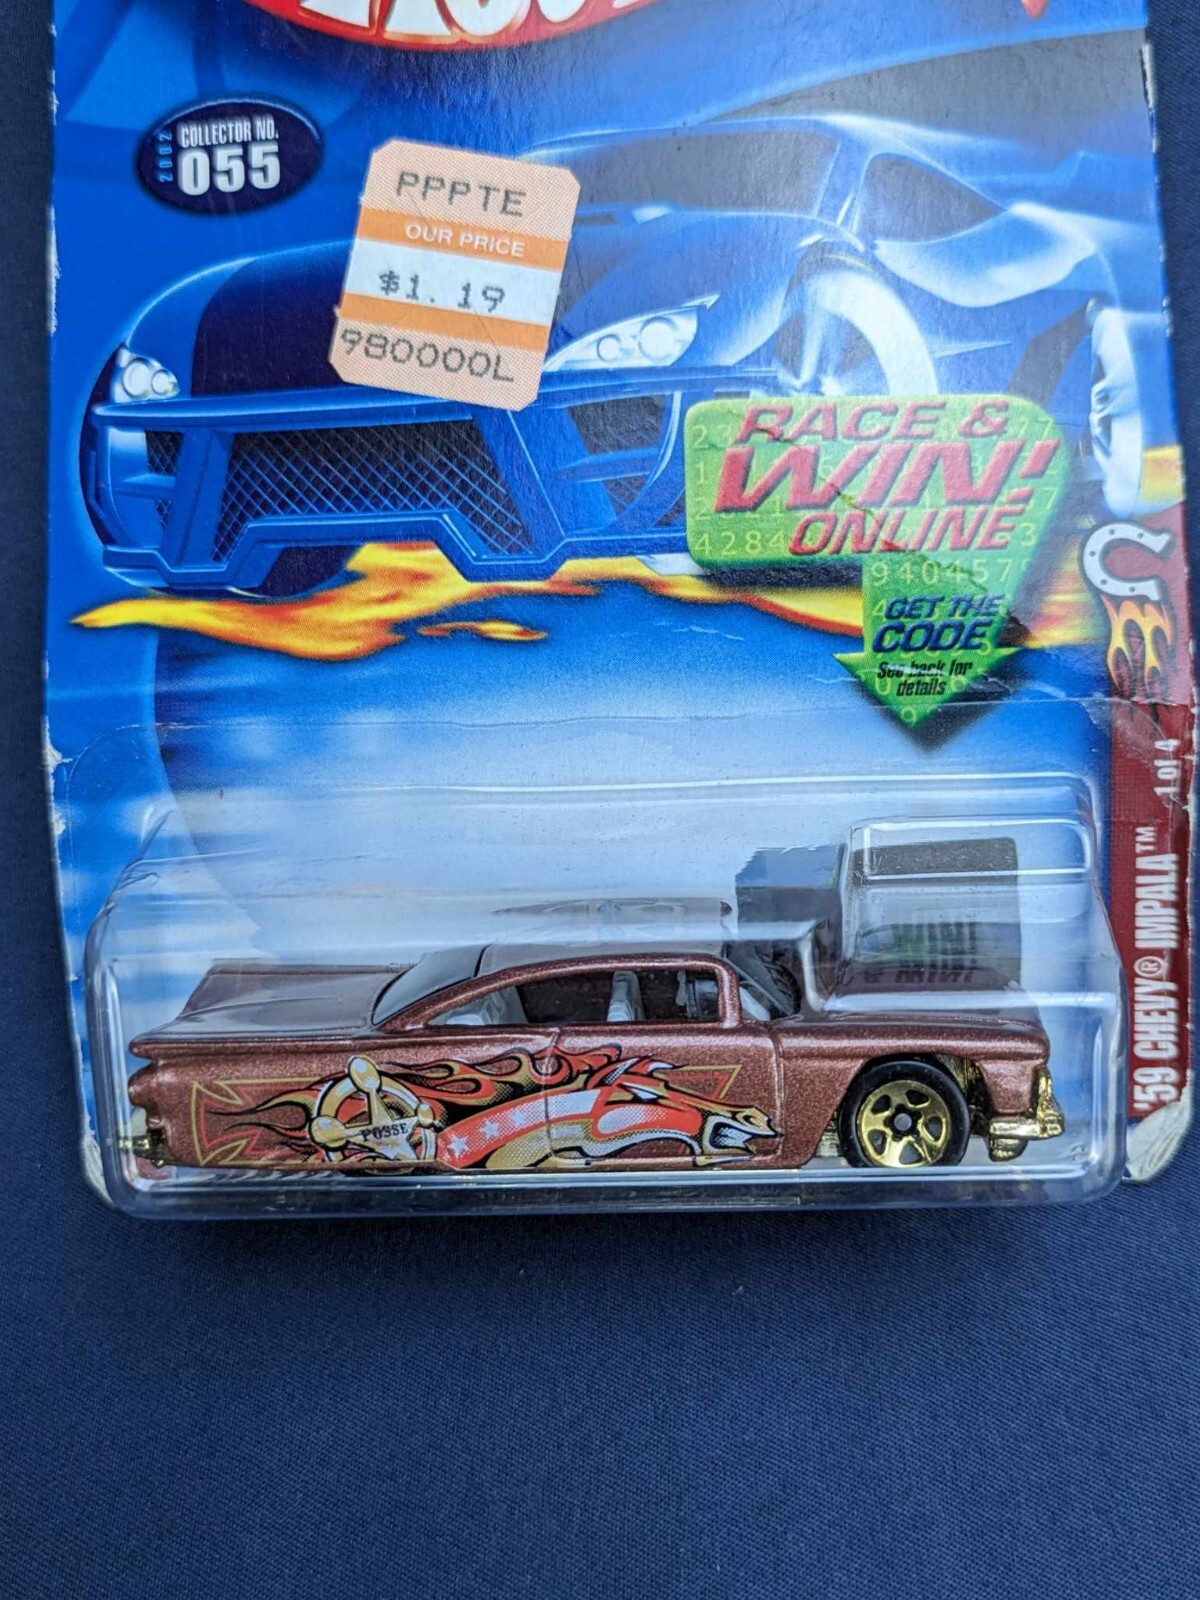 2002
COLLECTOR NO.
055
PPPTE
OUR PRICE
$1.19
980000L
RACE &
WIN!
ONLINE
GET THE
CODE
See back for
details
'59 CHEVY® IMPALA™ 1 of 4
POSSE